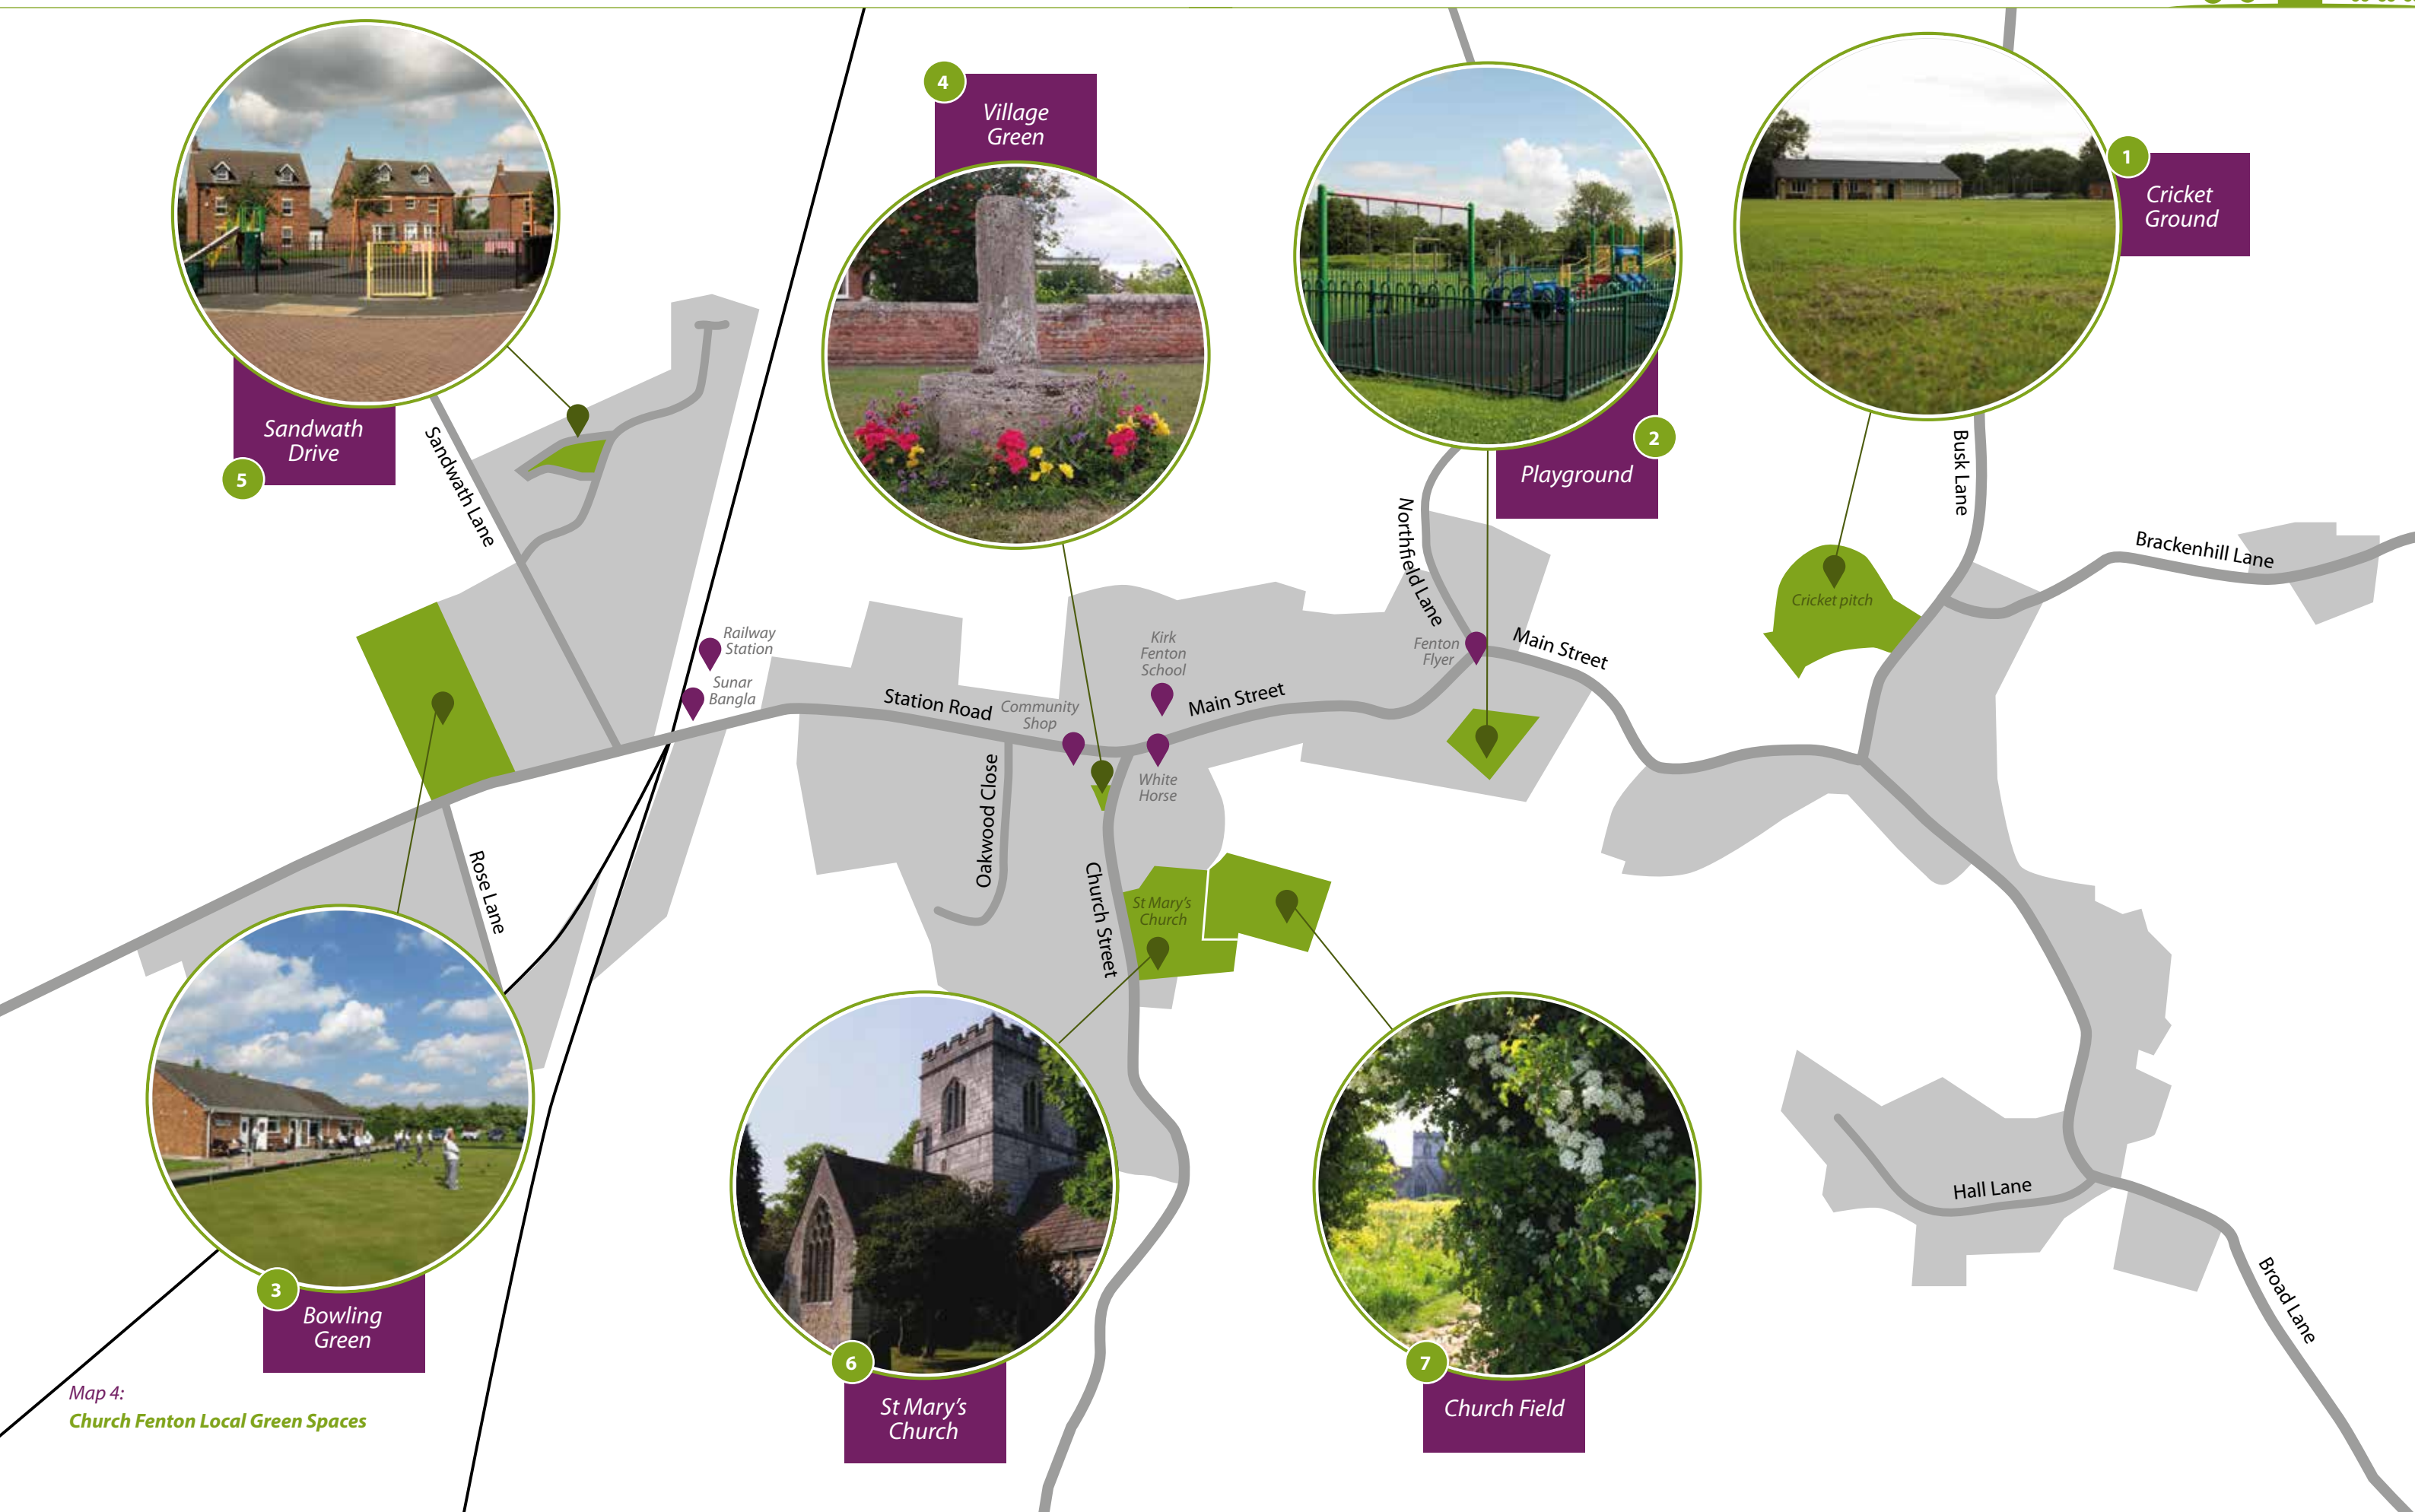 4
Village
Green
1
Cricket
Ground
Sandwath
Drive
5
2
Playground
Sandwath Lane
Northfield Lane
Busk Lane
Brackenhill Lane
Cricket pitch
Railway
Station
Sunar
Bangla
Kirk
Fenton
School
Fenton
Flyer
Main Street
Station Road
Community
Shop
Main Street
White
Horse
Oakwood Close
Rose Lane
Church Street
St Mary's
Church
Hall Lane
Broad Lane
3
Bowling
Green
6
St Mary's
Church
7
Church Field
Map 4:
Church Fenton Local Green Spaces